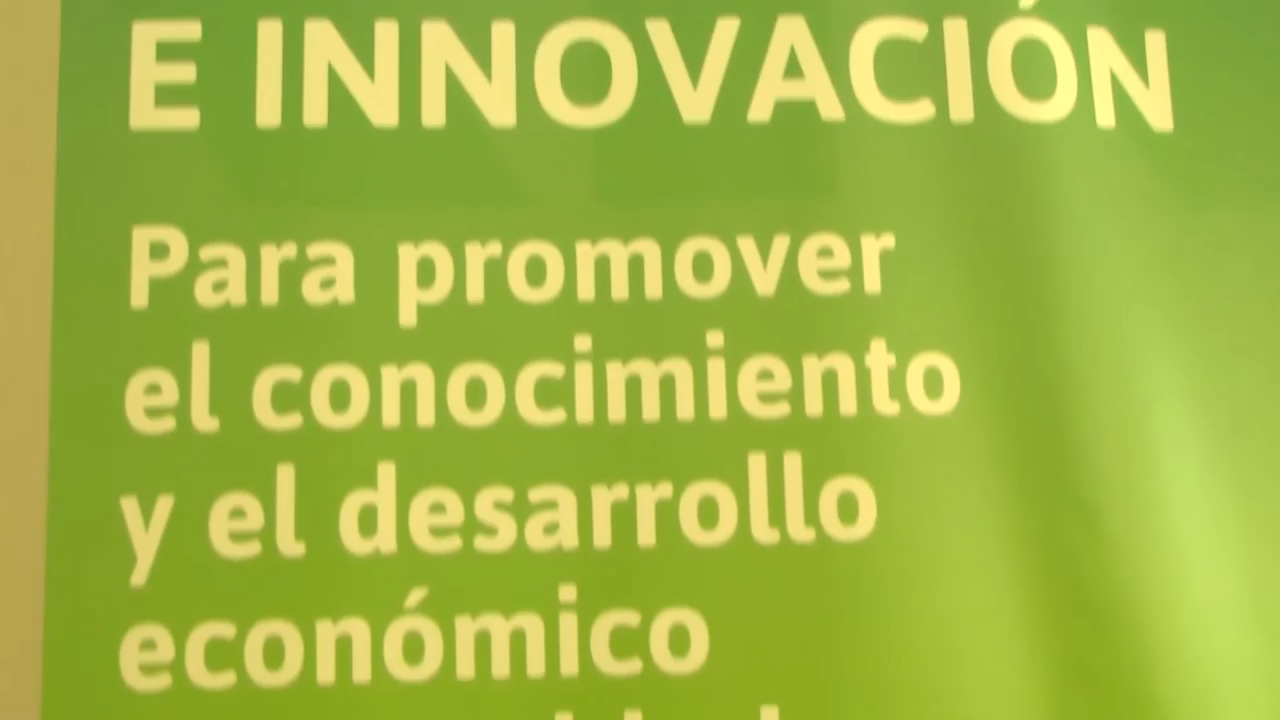 E INNOVACIÓN
Para promover
el conocimiento
y el desarrollo
económico